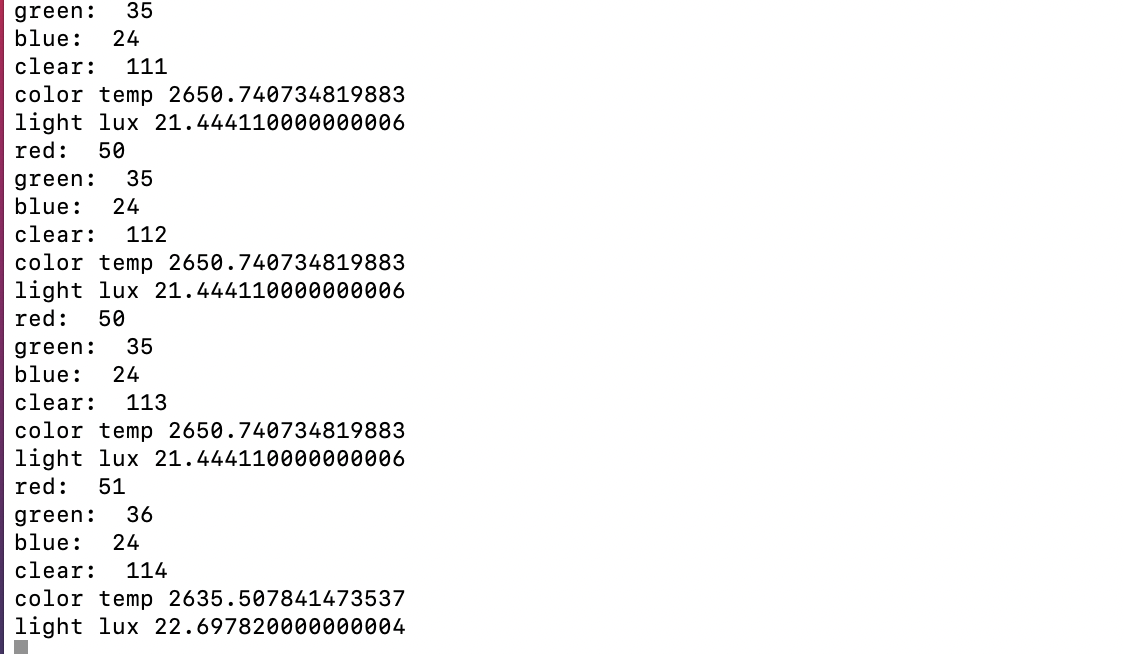 green:  35
blue:  24
clear:  111
color temp 2650.740734819883
light lux 21.444110000000006
red:  50
green:  35
blue:  24
clear:  112
color temp 2650.740734819883
light lux 21.444110000000006
red:  50
green:  35
blue:  24
clear:  113
color temp 2650.740734819883
light lux 21.444110000000006
red:  51
green:  36
blue:  24
clear:  114
color temp 2635.507841473537
light lux 22.697820000000004